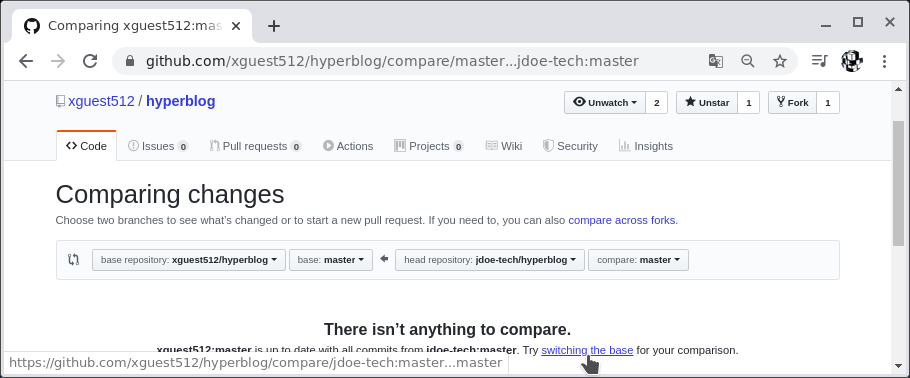 Comparing xguest512:mas
github.com/xguest512/hyperblog/compare/master...jdoe-tech:master
xguest512 / hyperblog
Unwatch 2 Unstar 1 Fork 1
Code Issues 0 Pull requests 0 Actions Projects 0 Wiki Security Insights
Comparing changes
Choose two branches to see what's changed or to start a new pull request. If you need to, you can also compare across forks.
base repository: xguest512/hyperblog base: master head repository: jdoe-tech/hyperblog compare: master
There isn't anything to compare.
xguest512:master is up to date with all commits from jdoe-tech:master. Try switching the base for your comparison.
https://github.com/xguest512/hyperblog/compare/jdoe-tech:master...master